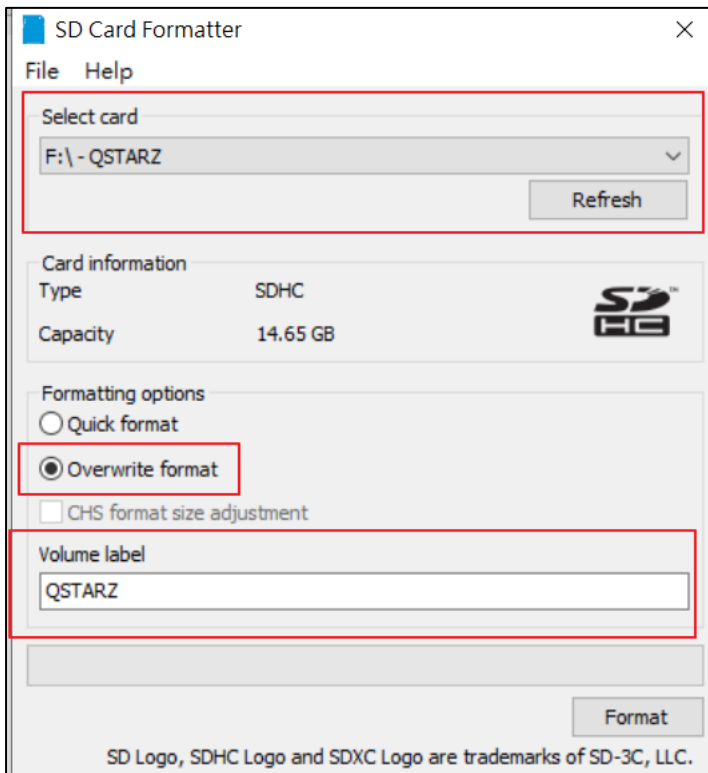 SD Card Formatter
File Help
Select card
F:\ - QSTARZ
Refresh
Card information
Type SDHC
Capacity 14.65 GB
SD HC ™
Formatting options
Quick format
Overwrite format
CHS format size adjustment
Volume label
QSTARZ
Format
SD Logo, SDHC Logo and SDXC Logo are trademarks of SD-3C, LLC.